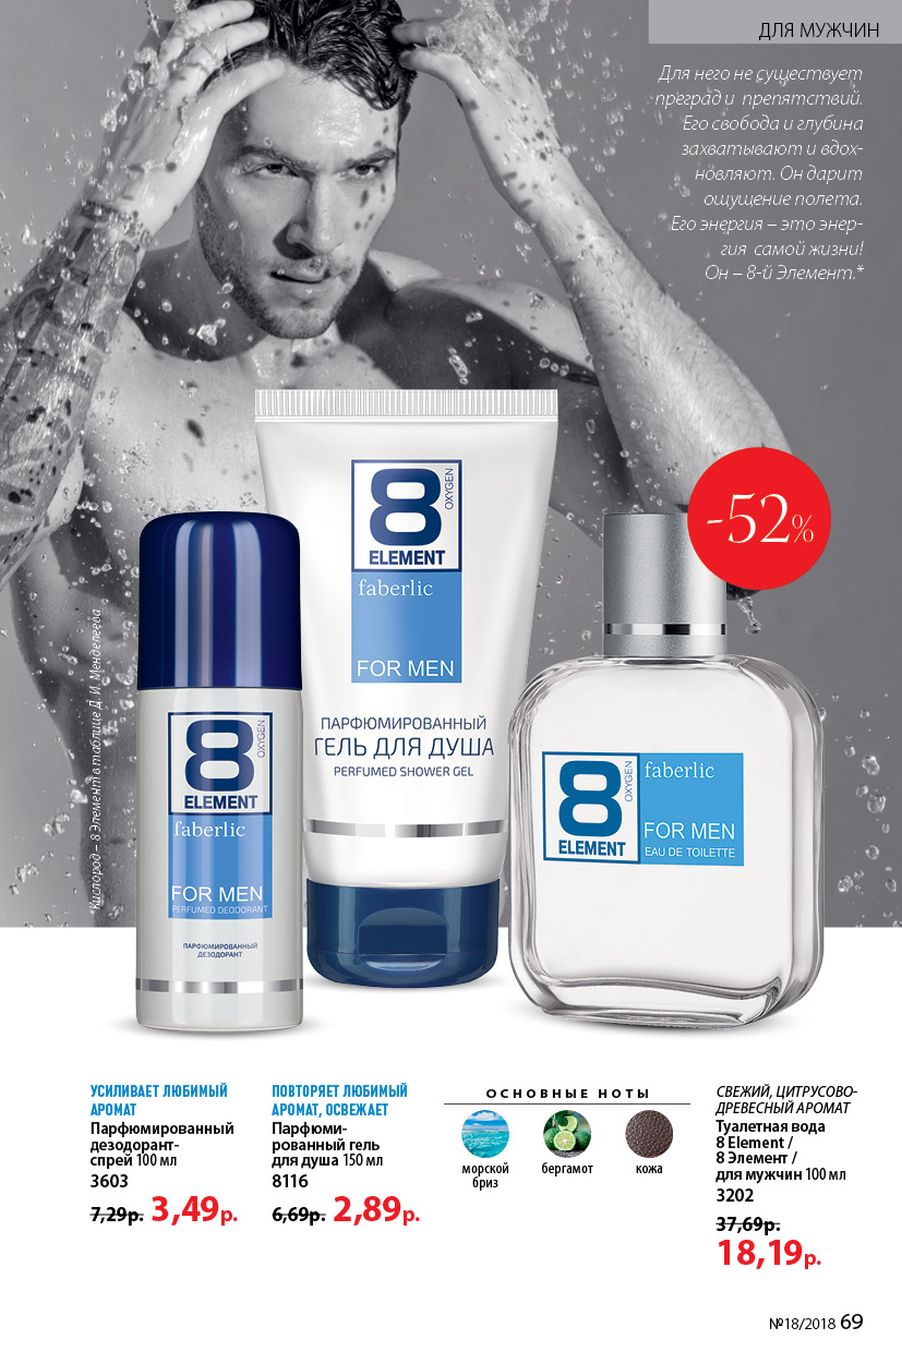 ДЛЯ МУЖЧИН
Для него не существует
преград и препятствий.
Его свобода и глубина
захватывают и вдох-
новляют. Он дарит
ощущение полета.
Его энергия – это энер-
гия самой жизни!
Он – 8-й Элемент.*
-52%
*Кислород – 8 Элемент в таблице Д. И. Менделеева
8
OXYGEN
ELEMENT
faberlic
FOR MEN
ПАРФЮМИРОВАННЫЙ
ГЕЛЬ ДЛЯ ДУША
PERFUMED SHOWER GEL
8
OXYGEN
ELEMENT
faberlic
FOR MEN
PERFUMED DEODORANT
ПАРФЮМИРОВАННЫЙ
ДЕЗОДОРАНТ
8
OXYGEN
ELEMENT
faberlic
FOR MEN
EAU DE TOILETTE
УСИЛИВАЕТ ЛЮБИМЫЙ
АРОМАТ
Парфюмированный
дезодорант-
спрей 100 мл
3603
7,29р. 3,49р.
ПОВТОРЯЕТ ЛЮБИМЫЙ
АРОМАТ, ОСВЕЖАЕТ
Парфюми-
рованный гель
для душа 150 мл
8116
6,69р. 2,89р.
ОСНОВНЫЕ НОТЫ
морской
бриз
бергамот
кожа
СВЕЖИЙ, ЦИТРУСОВО-
ДРЕВЕСНЫЙ АРОМАТ
Туалетная вода
8 Element /
8 Элемент /
для мужчин 100 мл
3202
37,69р.
18,19р.
№18/2018 69